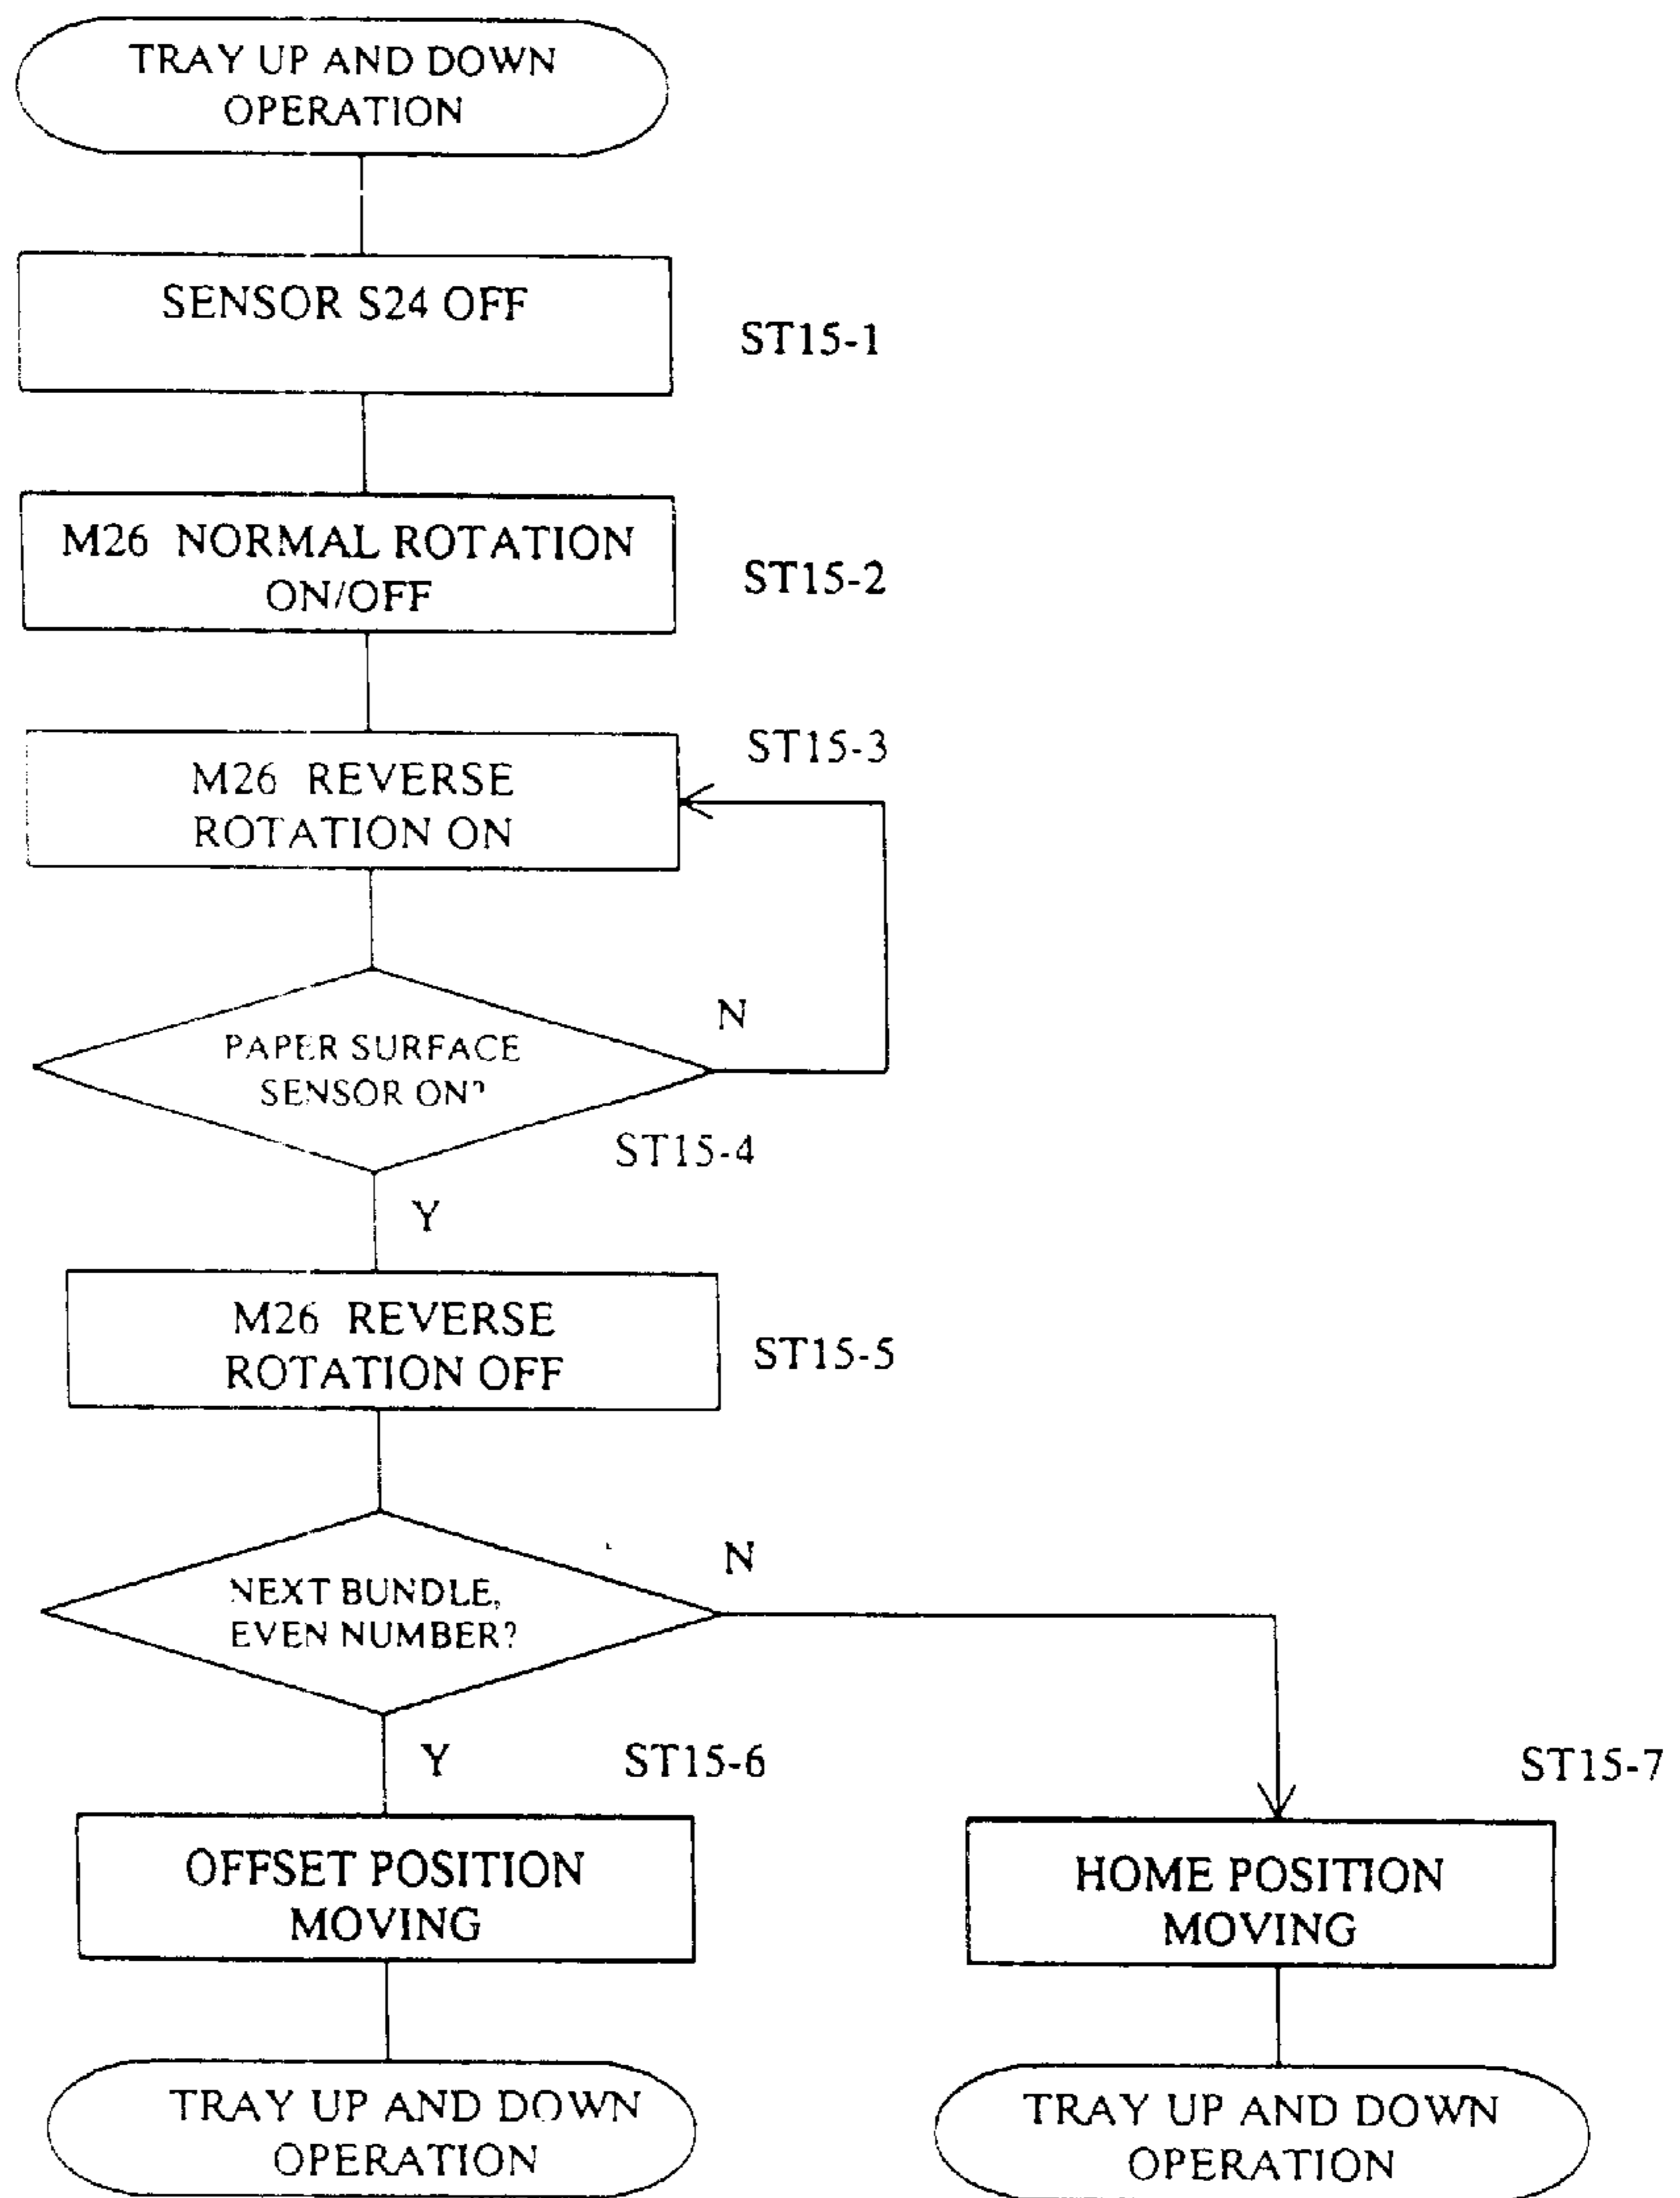 TRAY UP AND DOWN
OPERATION
SENSOR S24 OFF
ST15-1
M26 NORMAL ROTATION
ON/OFF
ST15-2
ST15-3
M26 REVERSE
ROTATION ON
N
PAPER SURFACE
SENSOR ON?
ST15-4
Y
M26 REVERSE
ROTATION OFF
ST15-5
N
NEXT BUNDLE,
EVEN NUMBER?
Y
ST15-6
ST15-7
OFFSET POSITION
MOVING
HOME POSITION
MOVING
TRAY UP AND DOWN
OPERATION
TRAY UP AND DOWN
OPERATION